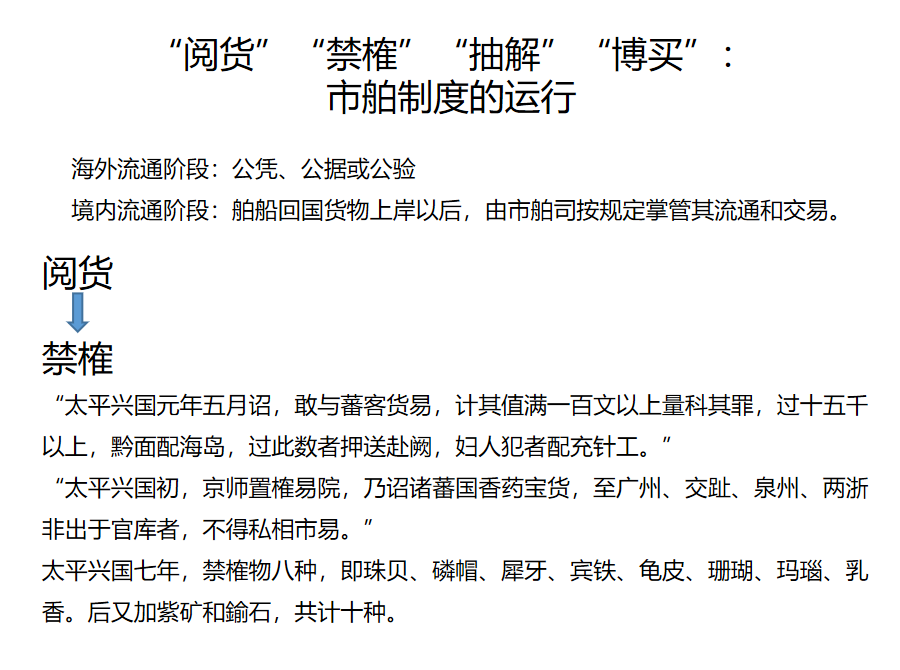 “阅货”“禁榷”“抽解”“博买”：
市舶制度的运行
海外流通阶段：公凭、公据或公验
境内流通阶段：舶船回国货物上岸以后，由市舶司按规定掌管其流通和交易。
阅货
禁榷
“太平兴国元年五月诏，敢与蕃客货易，计其值满一百文以上量科其罪，过十五千
以上，黔面配海岛，过此数者押送赴阙，妇人犯者配充针工。”
“太平兴国初，京师置榷易院，乃诏诸蕃国香药宝货，至广州、交趾、泉州、两浙
非出于官库者，不得私相市易。”
太平兴国七年，禁榷物八种，即珠贝、磷帽、犀牙、宾铁、龟皮、珊瑚、玛瑙、乳
香。后又加紫矿和鍮石，共计十种。